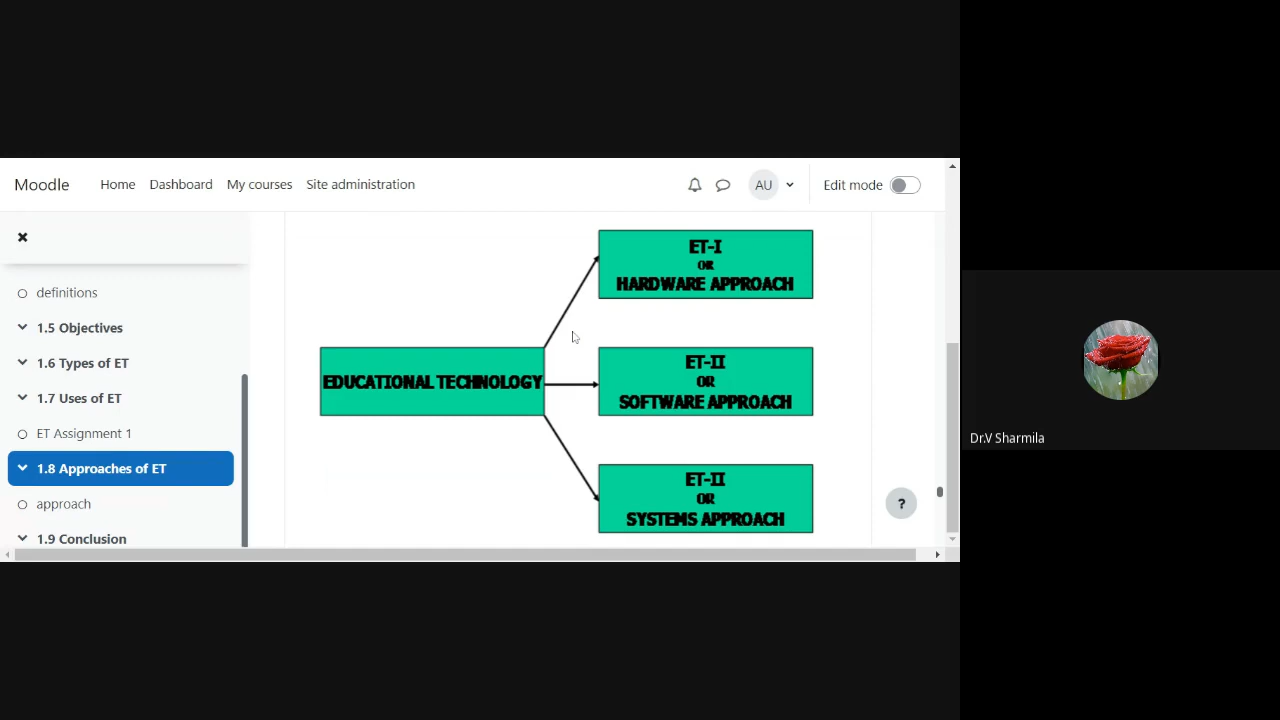 Moodle Home Dashboard My courses Site administration AU Edit mode
definitions
1.5 Objectives
1.6 Types of ET
1.7 Uses of ET
ET Assignment 1
1.8 Approaches of ET
approach
1.9 Conclusion
EDUCATIONAL TECHNOLOGY
ET-I
OR
HARDWARE APPROACH
ET-II
OR
SOFTWARE APPROACH
ET-II
OR
SYSTEMS APPROACH
?
Dr.V Sharmila